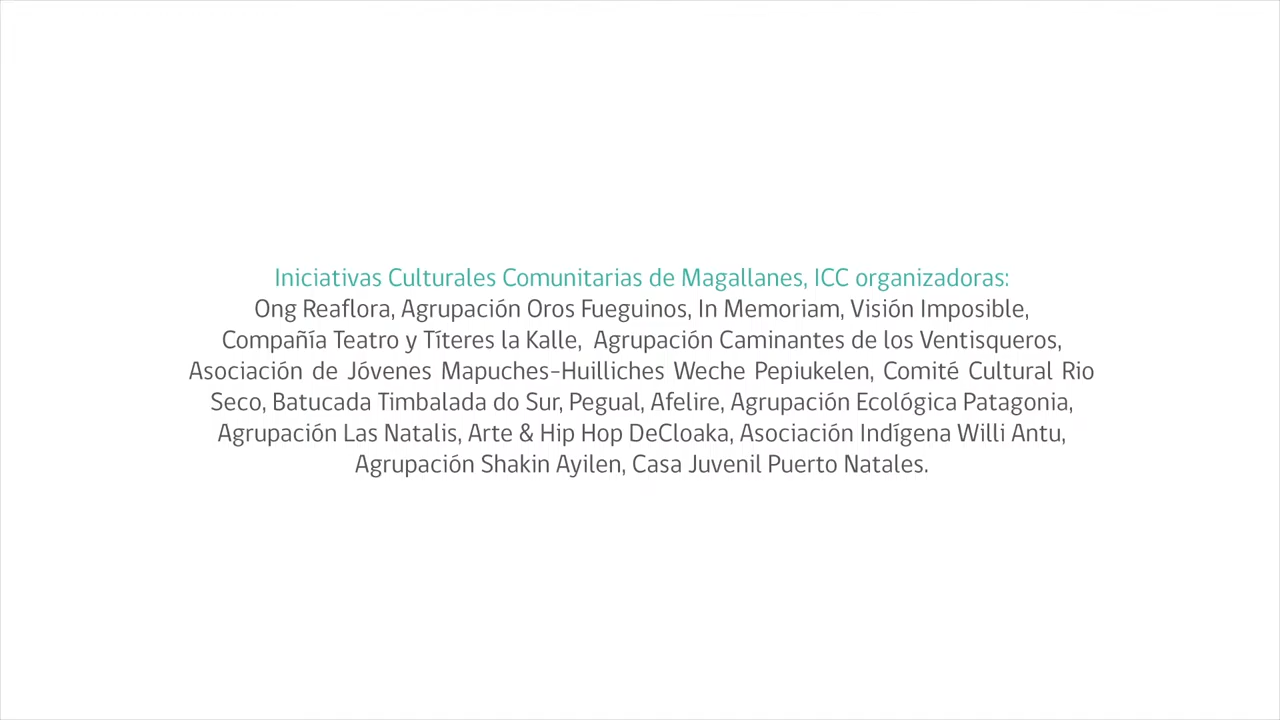 Iniciativas Culturales Comunitarias de Magallanes, ICC organizadoras:
Ong Reaflora, Agrupación Oros Fueguinos, In Memoriam, Visión Imposible,
Compañía Teatro y Títeres la Kalle, Agrupación Caminantes de los Ventisqueros,
Asociación de Jóvenes Mapuches-Huilliches Weche Pepiukelen, Comité Cultural Rio
Seco, Batucada Timbalada do Sur, Pegual, Afelire, Agrupación Ecológica Patagonia,
Agrupación Las Natalis, Arte & Hip Hop DeCloaka, Asociación Indígena Willi Antu,
Agrupación Shakin Ayilen, Casa Juvenil Puerto Natales.